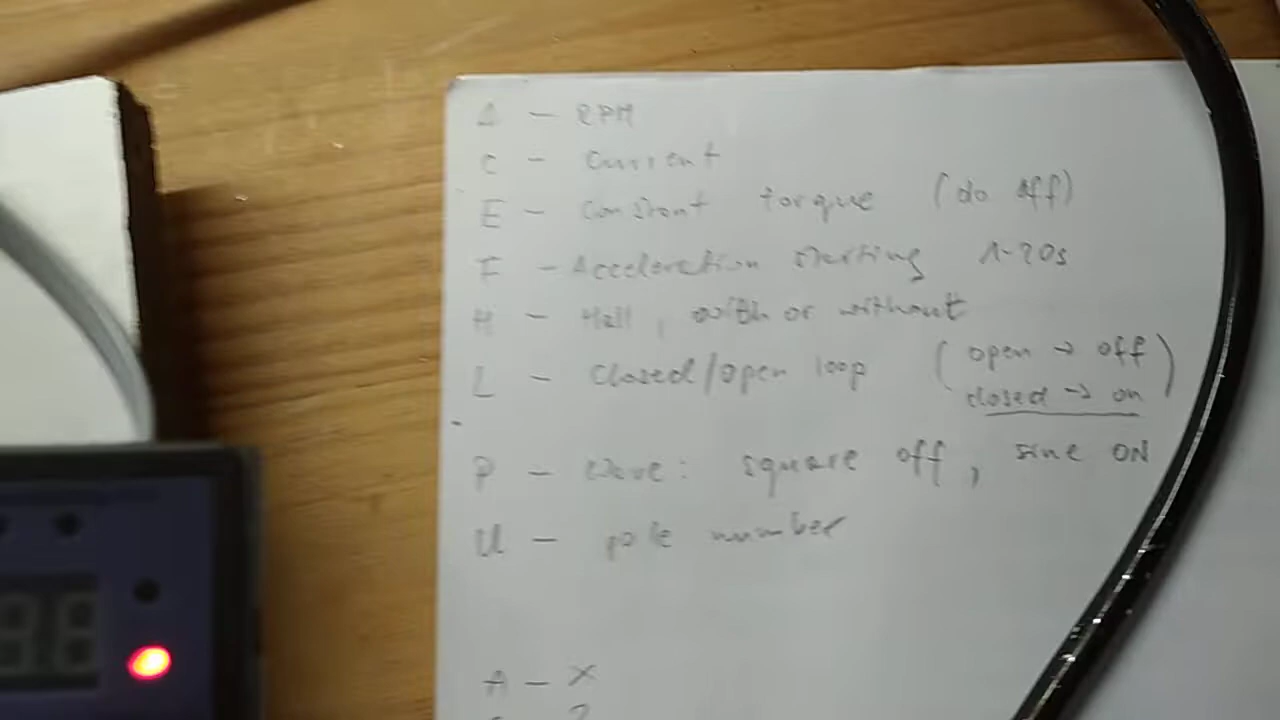 A - RPM
C - Current
E - Constant torque (do off)
F - Acceleration starting 1-20s
H - Hall, with or without
L - closed/open loop (open → off
closed → on)
P - Wave: square off, sine ON
U - pole number
A - X